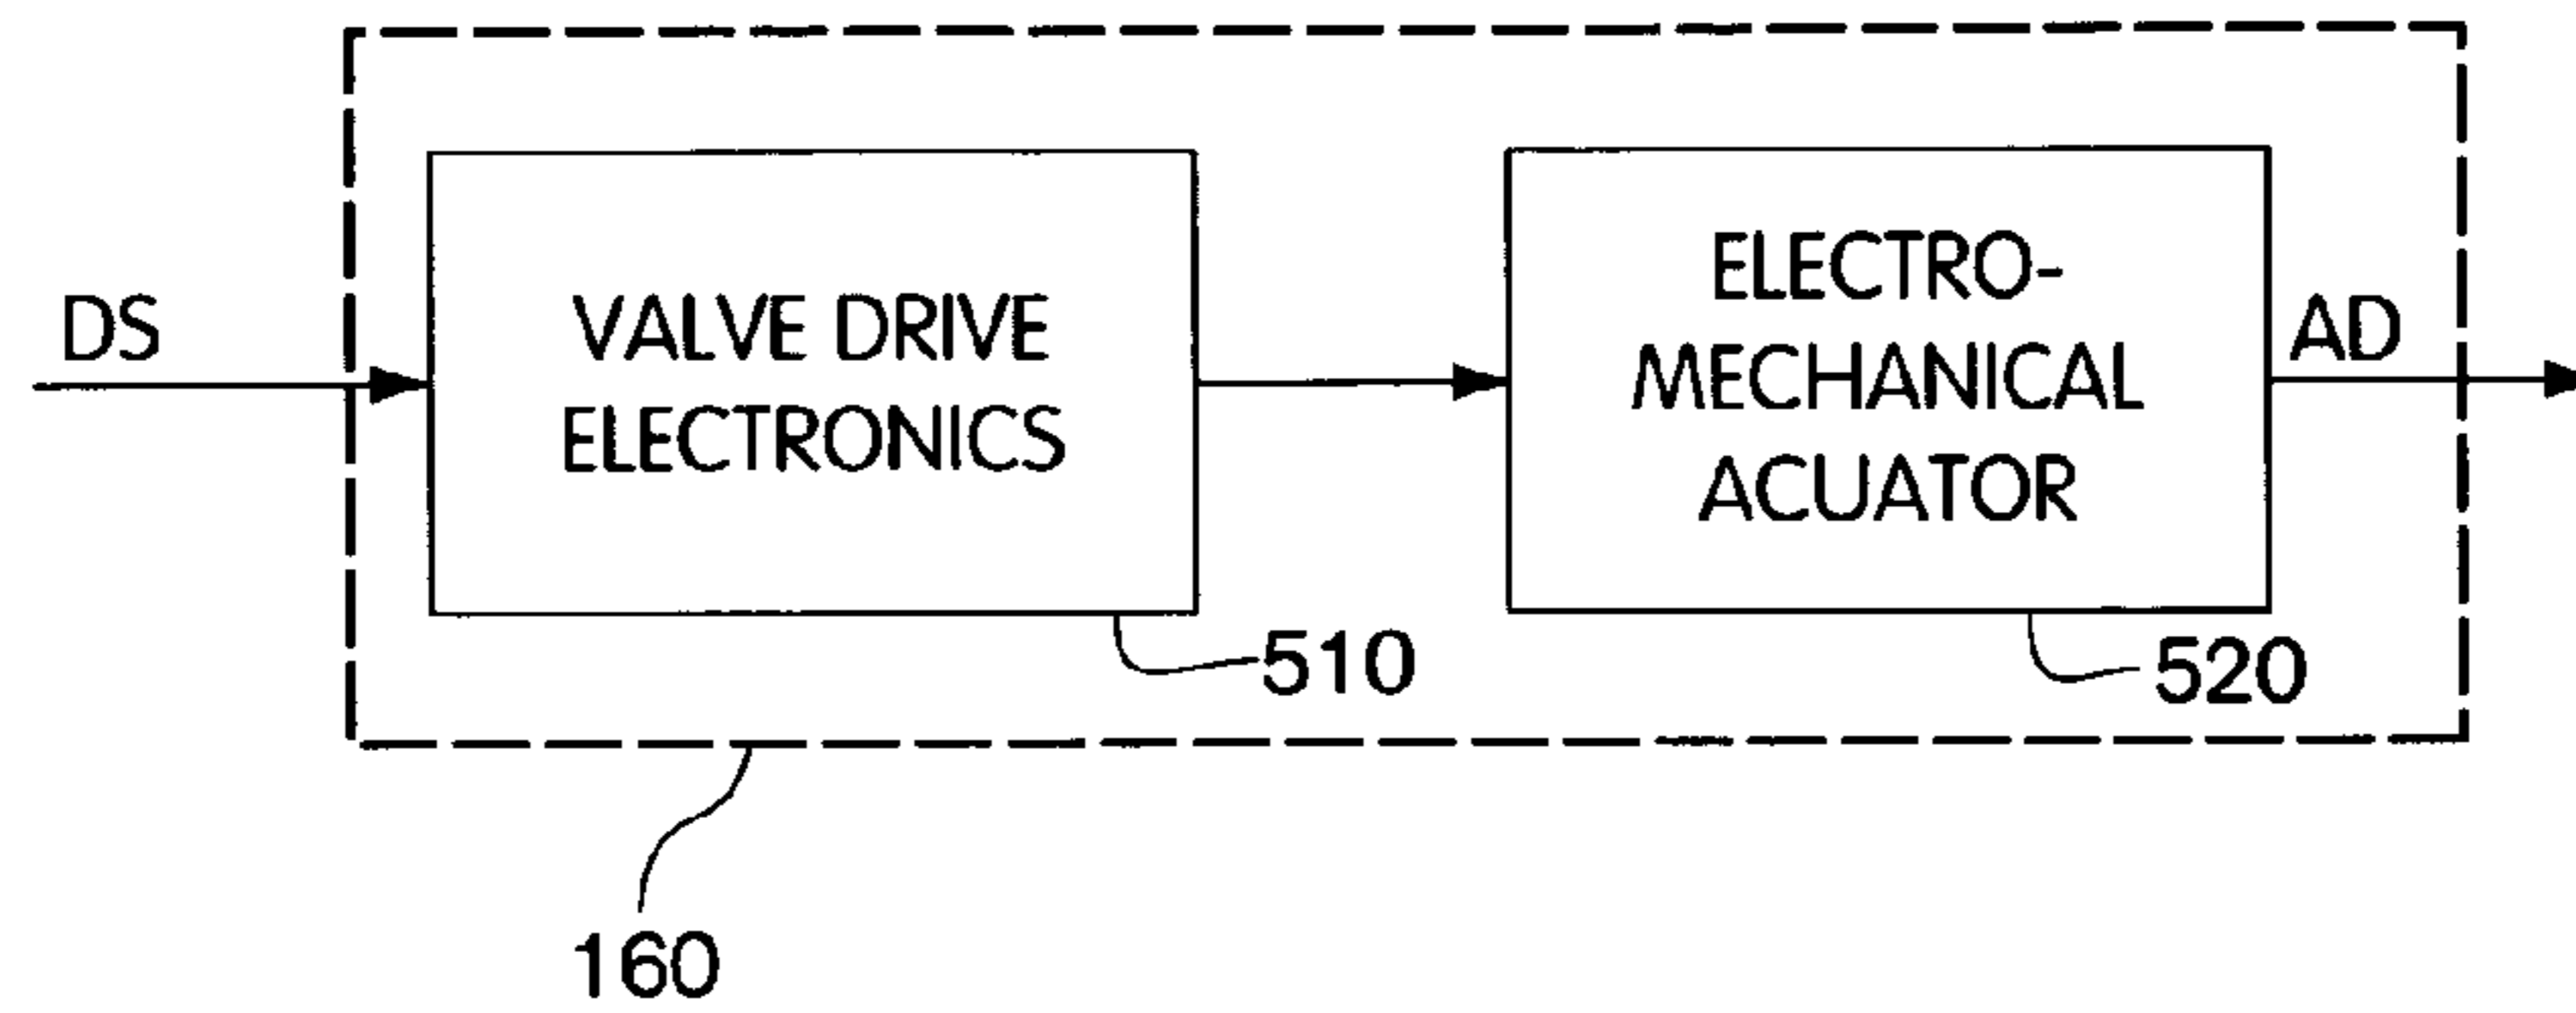 DS
VALVE DRIVE
ELECTRONICS
510
ELECTRO-
MECHANICAL
ACUATOR
520
AD
160